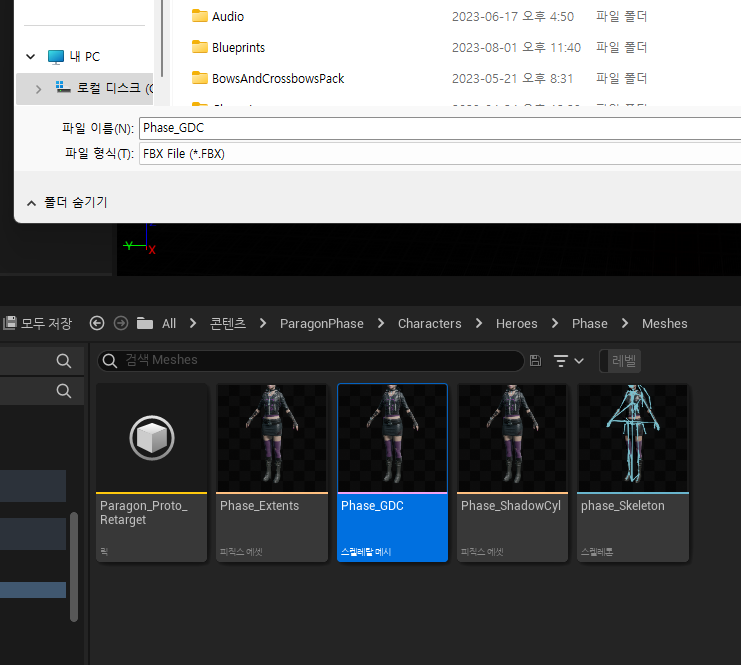 Audio 2023-06-17 오후 4:50 파일 폴더
내 PC
Blueprints 2023-08-01 오후 11:40 파일 폴더
로컬 디스크 (C
BowsAndCrossbowsPack 2023-05-21 오후 8:31 파일 폴더
파일 이름(N): Phase_GDC
파일 형식(T): FBX File (*.FBX)
폴더 숨기기
Y
X
모두 저장 All 콘텐츠 ParagonPhase Characters Heroes Phase Meshes
검색 Meshes 레벨
Paragon_Proto_
Retarget
릭
Phase_Extents
피직스 애셋
Phase_GDC
스켈레탈 메시
Phase_ShadowCyl
피직스 애셋
phase_Skeleton
스켈레톤